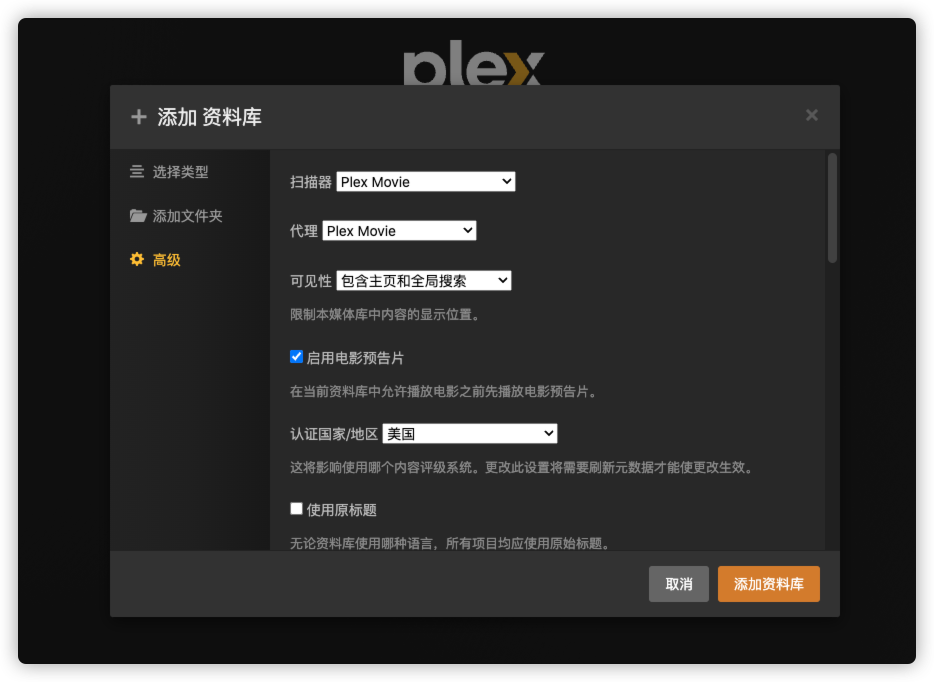 plex
添加 资料库
选择类型
添加文件夹
高级
扫描器 Plex Movie
代理 Plex Movie
可见性 包含主页和全局搜索
限制本媒体库中内容的显示位置。
启用电影预告片
在当前资料库中允许播放电影之前先播放电影预告片。
认证国家/地区 美国
这将影响使用哪个内容评级系统。更改此设置将需要刷新元数据才能使更改生效。
使用原标题
无论资料库使用哪种语言，所有项目均应使用原始标题。
取消
添加资料库